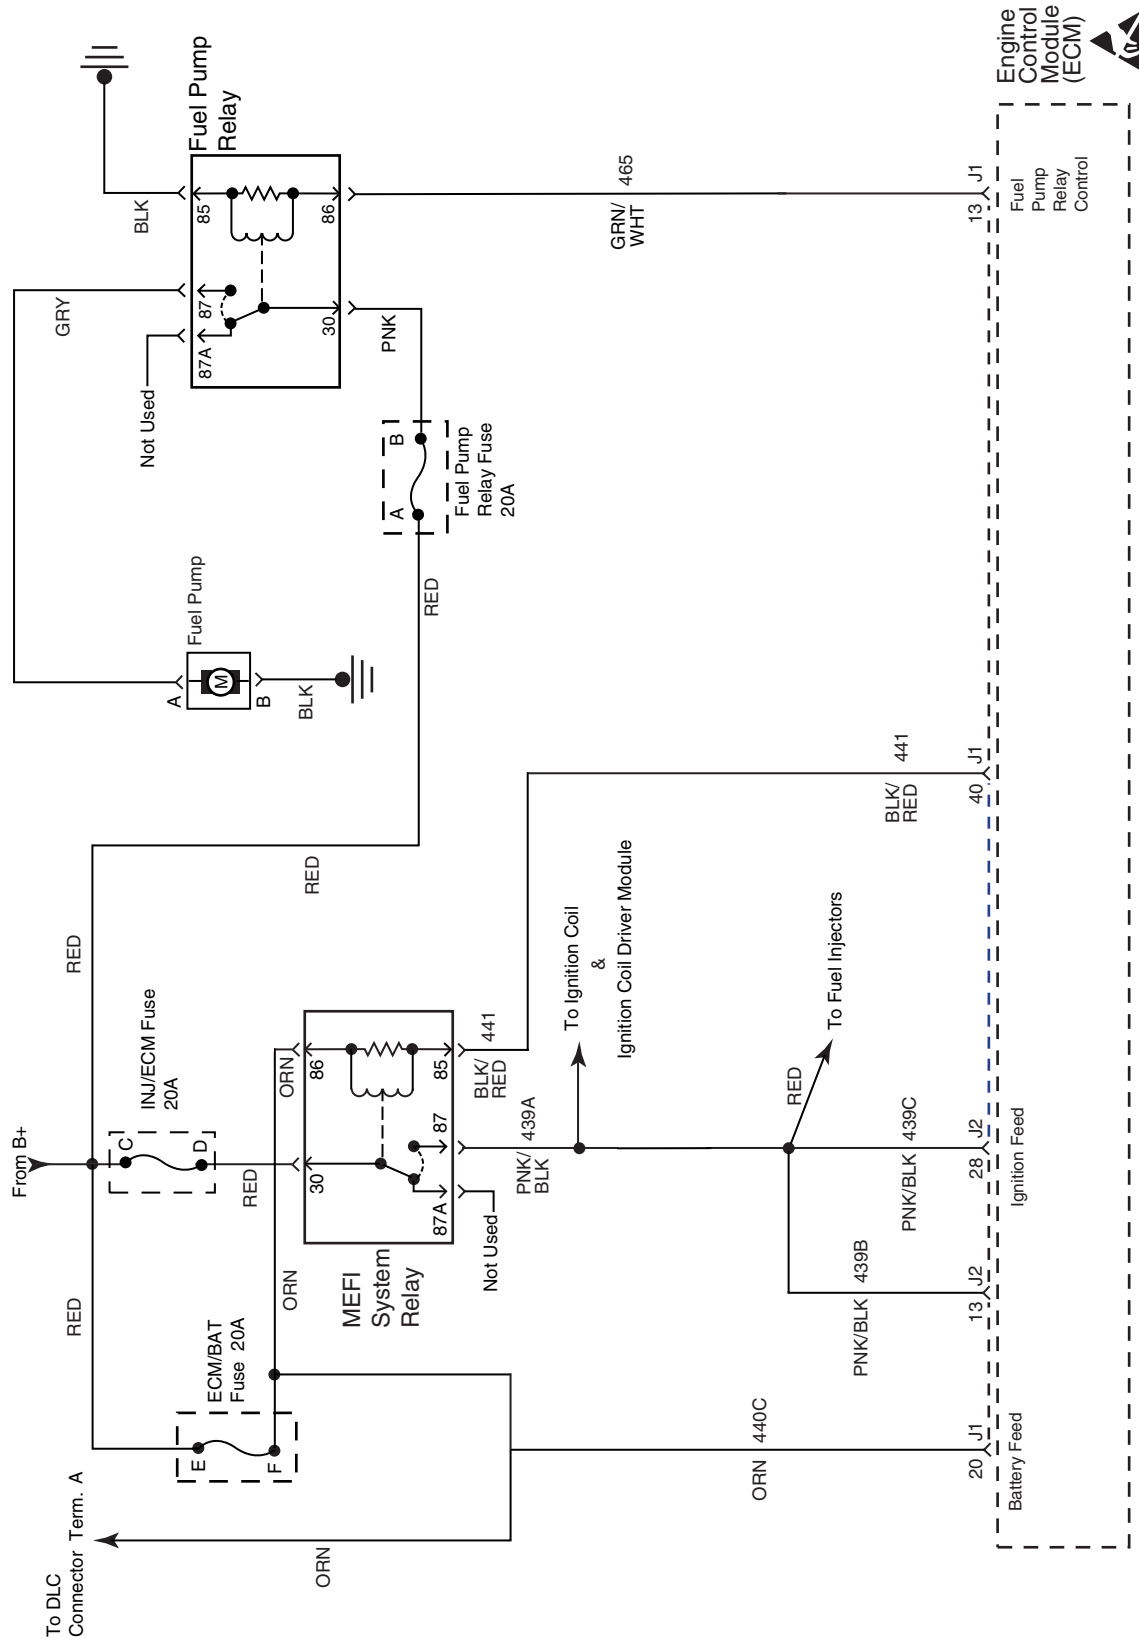 To DLC
Connector Term. A
ORN
RED
E
F
ECM/BAT
Fuse 20A
ORN
ORN
440C
20
J1
Battery Feed
From B+
C
D
INJ/ECM Fuse
20A
RED
ORN
30
86
87A
87
85
MEFI
System
Relay
Not Used
PNK/
BLK
439A
BLK/
RED
441
To Ignition Coil
&
Ignition Coil Driver Module
RED
To Fuel Injectors
PNK/BLK
439B
PNK/BLK
439C
13
J2
28
J2
Ignition Feed
RED
RED
RED
BLK/
RED
441
40
J1
A
M
B
Fuel Pump
BLK
GRY
A
B
Fuel Pump
Relay Fuse
20A
PNK
Not Used
BLK
87A
87
85
30
86
Fuel Pump
Relay
GRN/
WHT
465
13
J1
Fuel
Pump
Relay
Control
Engine
Control
Module
(ECM)